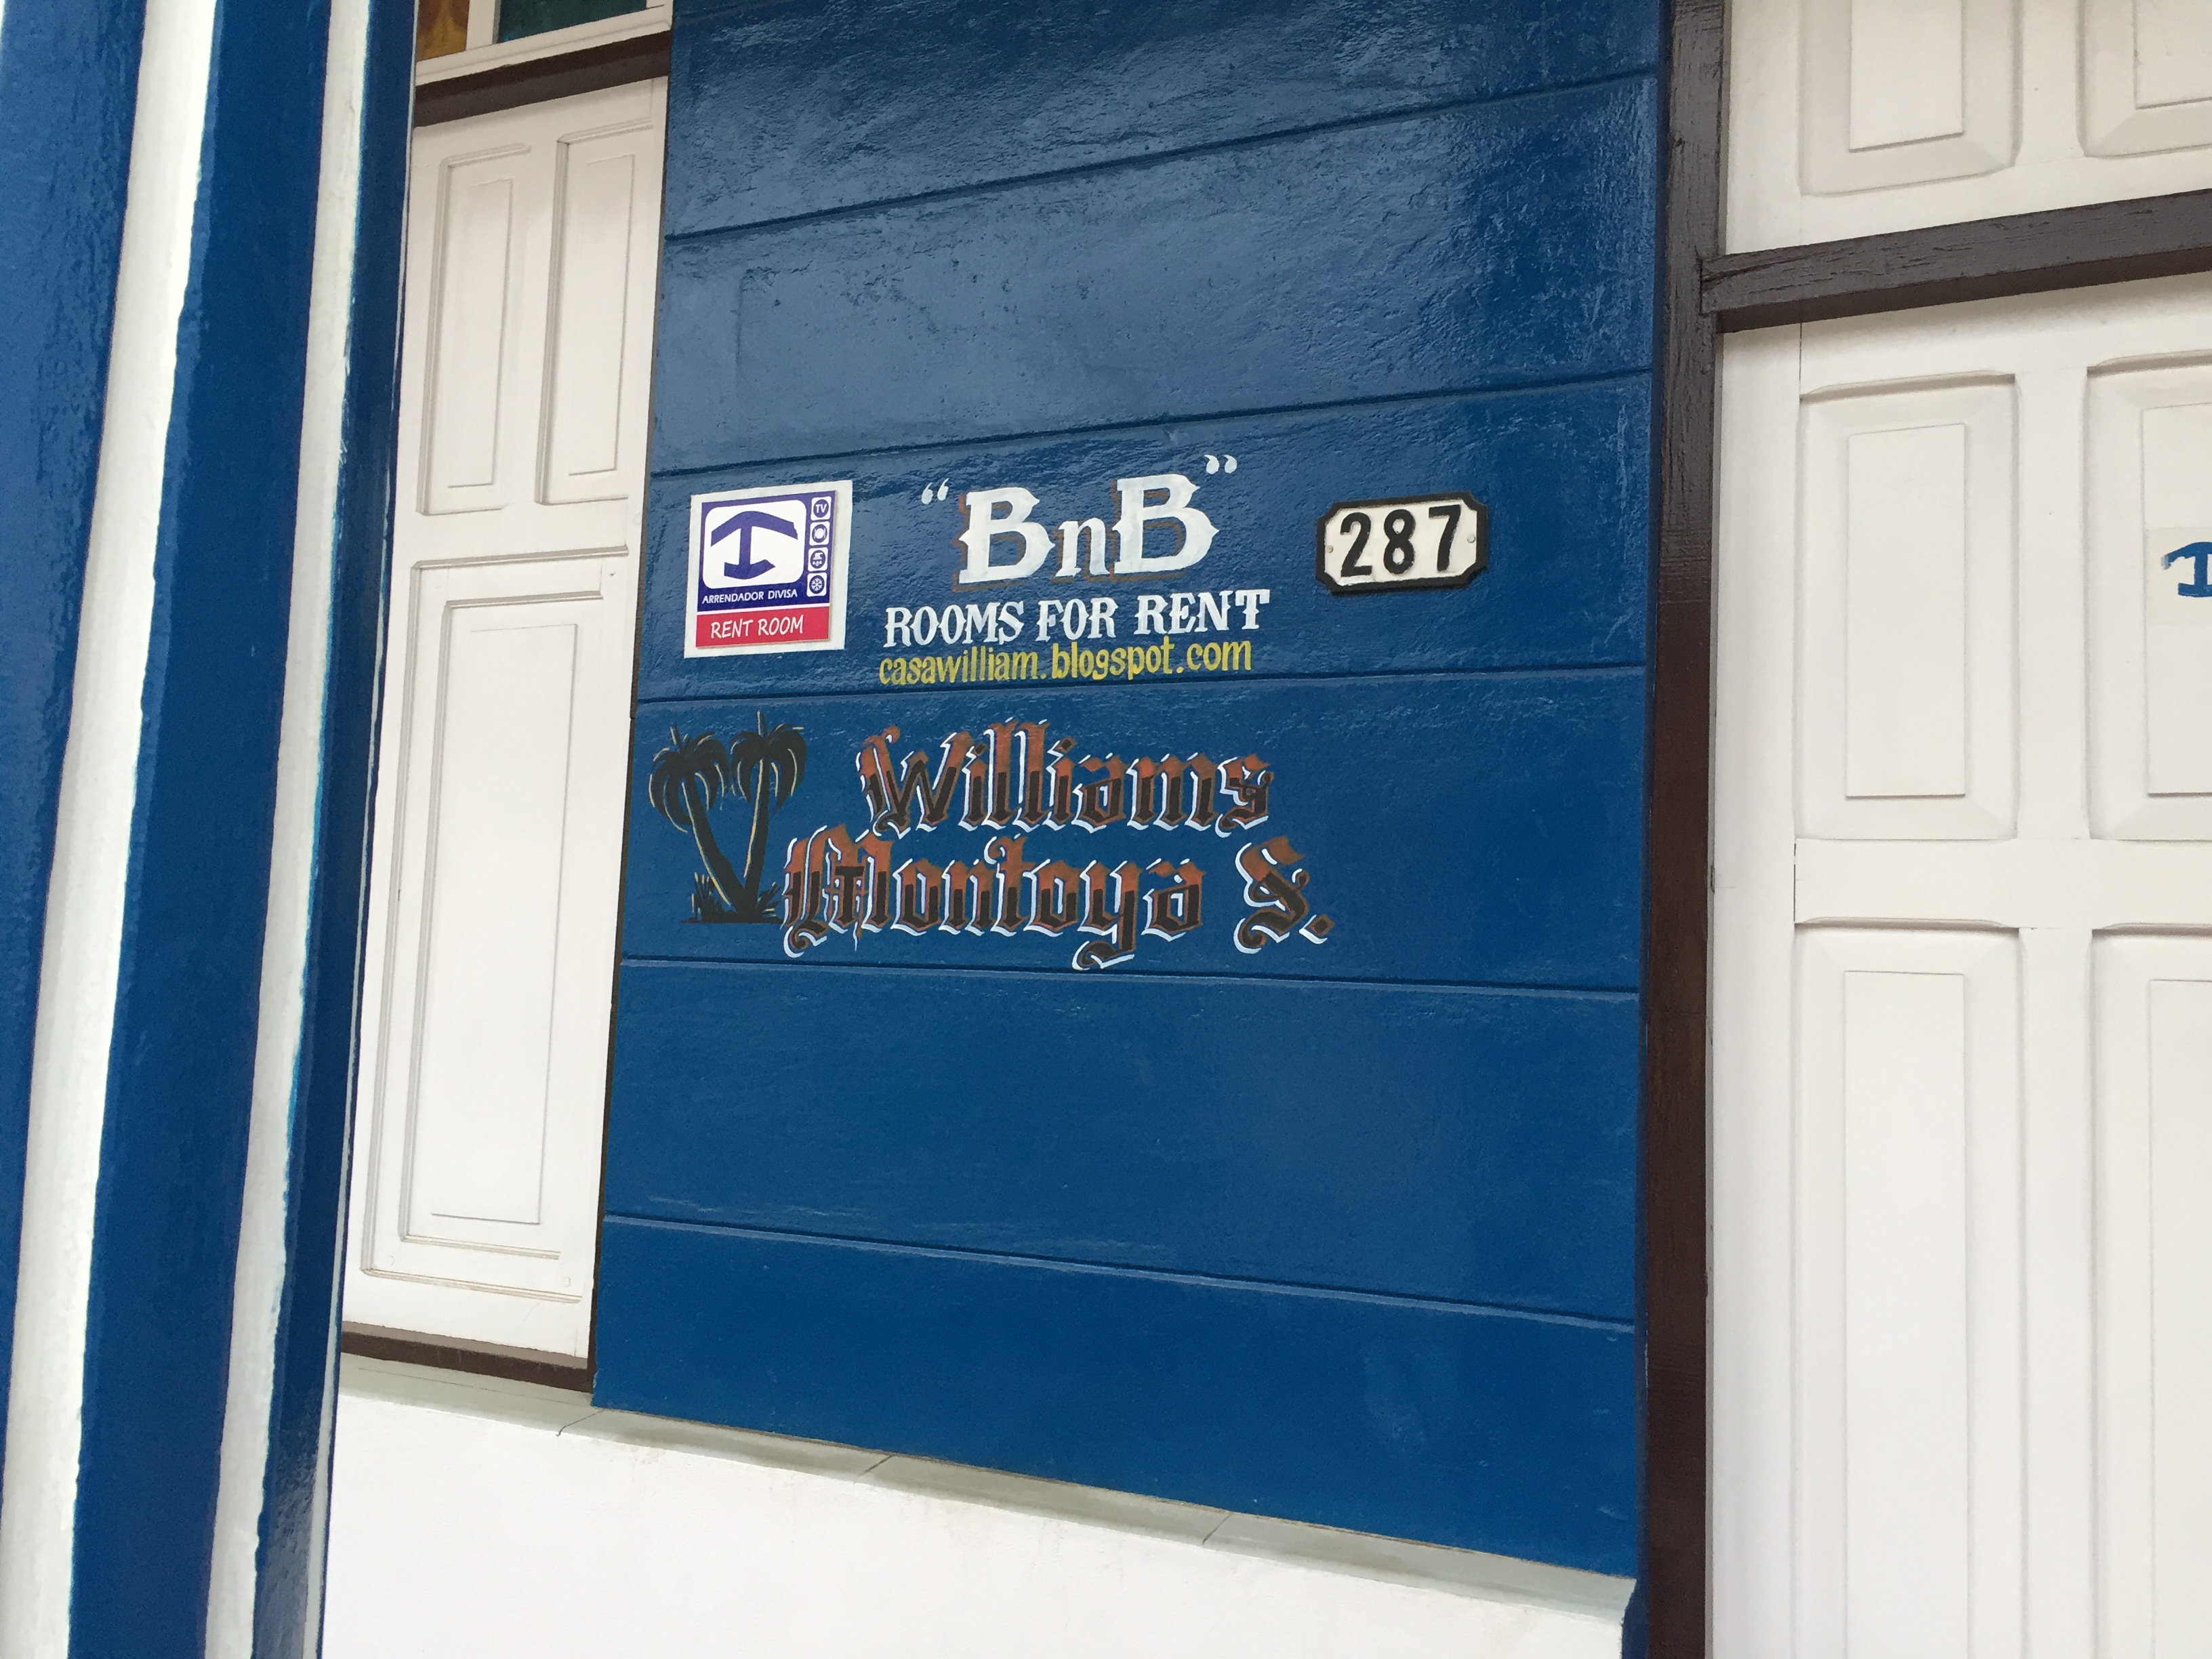 TV
ARRENDADOR DIVISA
RENT ROOM
“BnB”
ROOMS FOR RENT
casawilliam.blogspot.com
287
Williams
Montoya S.